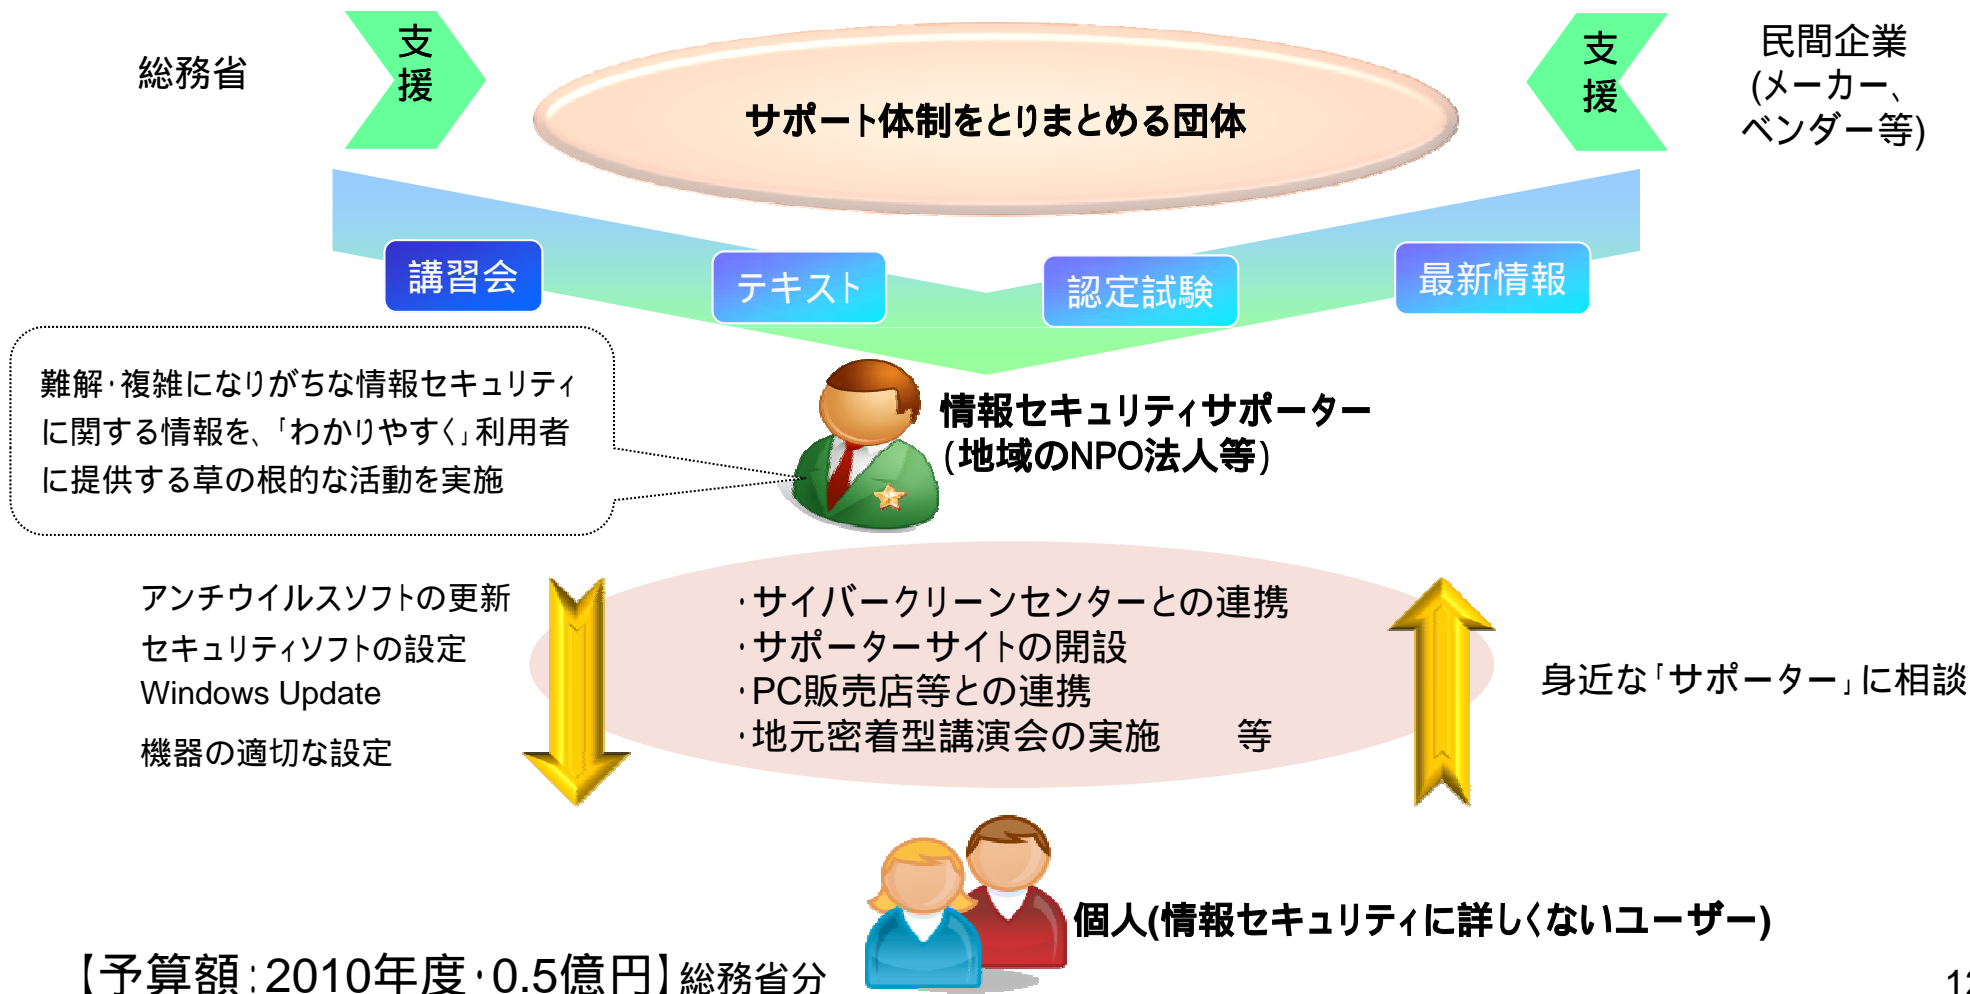 総務省
支援
サポート体制をとりまとめる団体
支援
民間企業
(メーカー、
ベンダー等)
講習会
テキスト
認定試験
最新情報
難解・複雑になりがちな情報セキュリティ
に関する情報を、「わかりやすく」利用者
に提供する草の根的な活動を実施
情報セキュリティサポーター
(地域のNPO法人等)
アンチウイルスソフトの更新
セキュリティソフトの設定
Windows Update
機器の適切な設定
・サイバークリーンセンターとの連携
・サポーターサイトの開設
・PC販売店等との連携
・地元密着型講演会の実施　　等
身近な「サポーター」に相談
個人(情報セキュリティに詳しくないユーザー)
【予算額:2010年度・0.5億円】総務省分